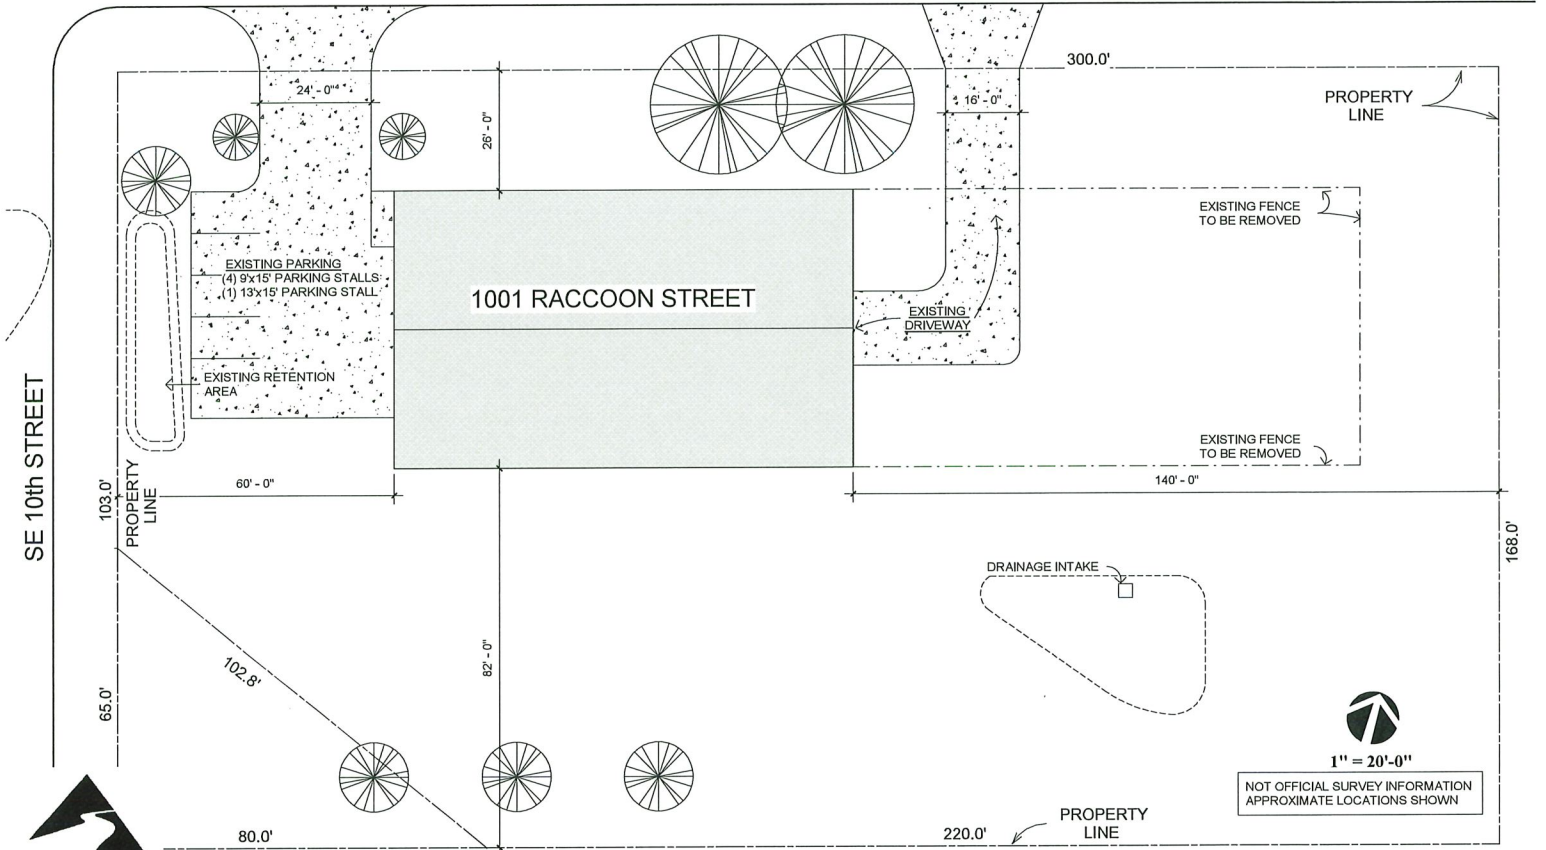 300.0'
PROPERTY
LINE
24' - 0"
26' - 0"
16' - 0"
EXISTING FENCE
TO BE REMOVED
EXISTING PARKING
(4) 9'x15' PARKING STALLS
(1) 13'x15' PARKING STALL
1001 RACCOON STREET
EXISTING
DRIVEWAY
EXISTING RETENTION
AREA
SE 10th STREET
EXISTING FENCE
TO BE REMOVED
103.0'
PROPERTY
LINE
60' - 0"
140' - 0"
168.0'
DRAINAGE INTAKE
102.8'
82' - 0"
65.0'
1" = 20'-0"
NOT OFFICIAL SURVEY INFORMATION
APPROXIMATE LOCATIONS SHOWN
80.0'
220.0'
PROPERTY
LINE